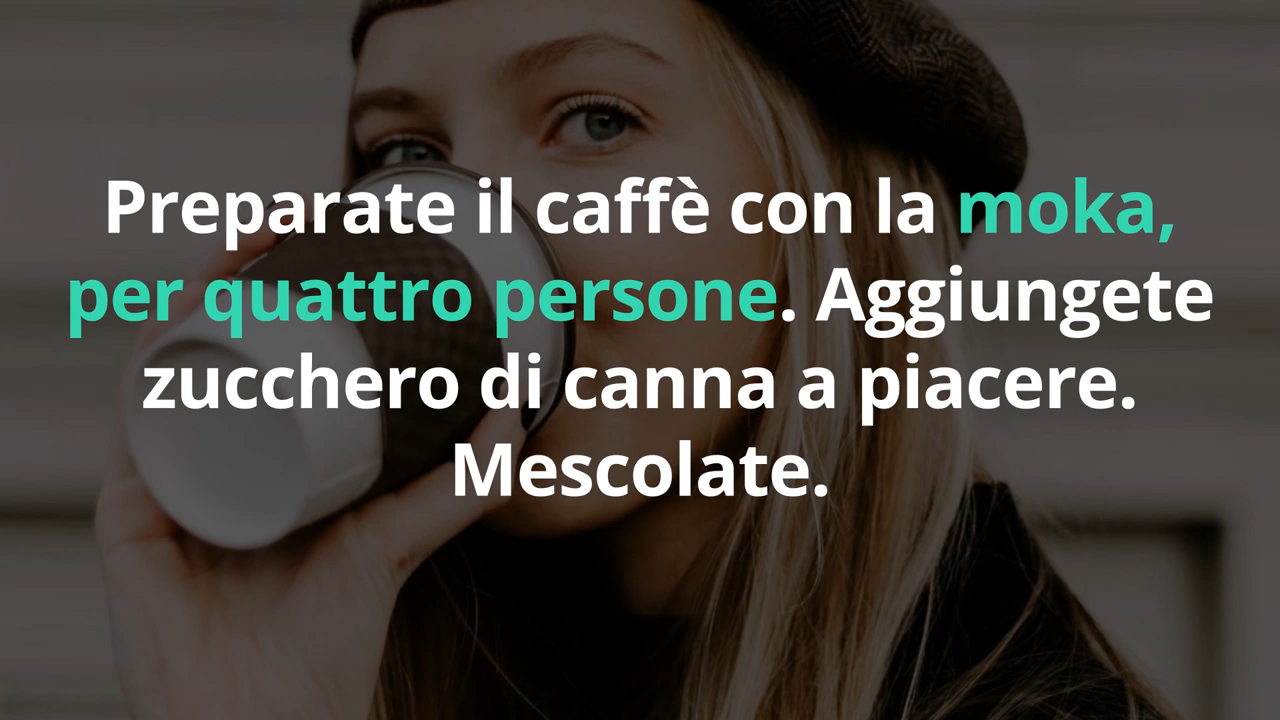 Preparate il caffè con la moka,
per quattro persone. Aggiungete
zucchero di canna a piacere.
Mescolate.